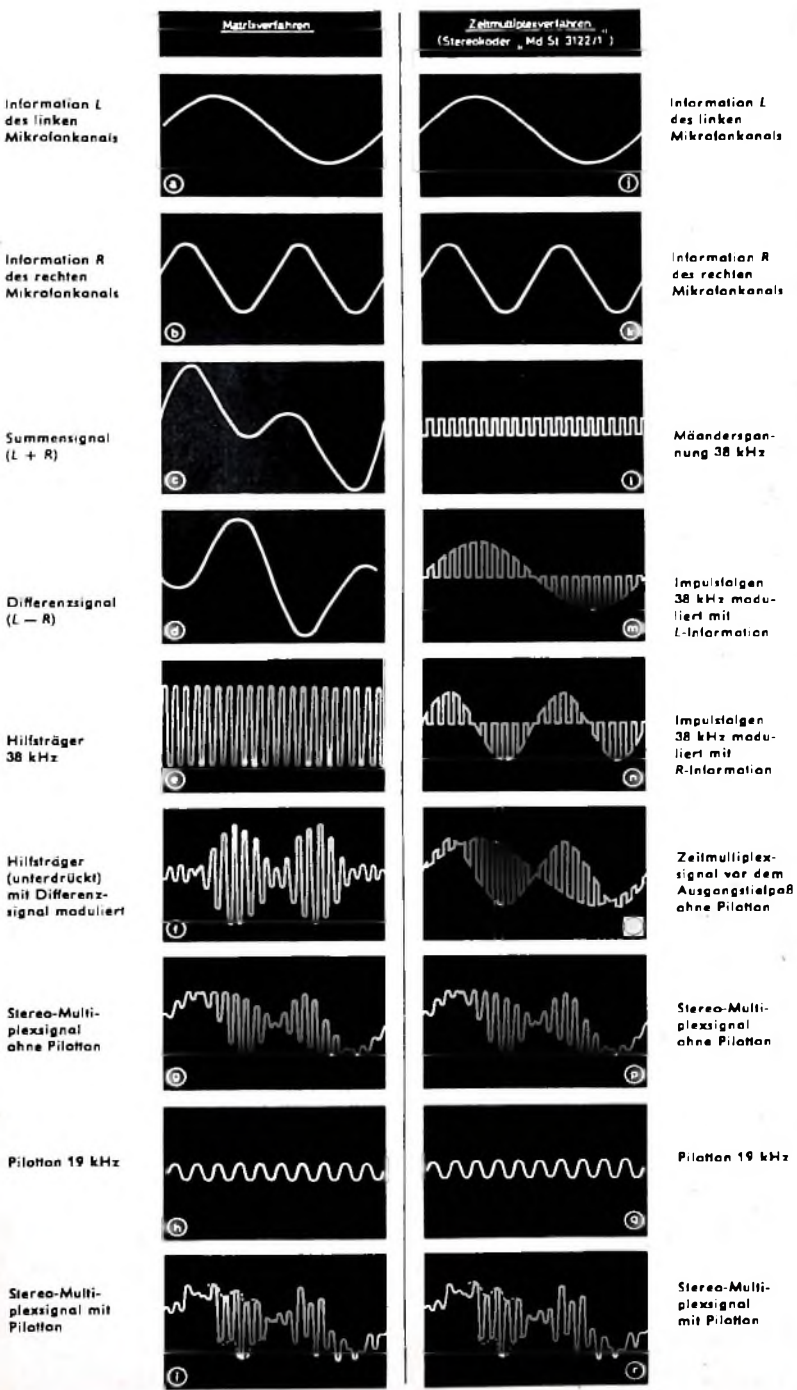 Matrixverfahren
Zeitmultiplexverfahren
(Stereokoder „Md St 3122/1“)
Information L
des linken
Mikrofonkanals
a
j
Information L
des linken
Mikrofonkanals
Information R
des rechten
Mikrofonkanals
b
k
Information R
des rechten
Mikrofonkanals
Summensignal
(L + R)
c
l
Mäanderspan-
nung 38 kHz
Differenzsignal
(L — R)
d
m
Impulsfolgen
38 kHz modu-
liert mit
L-Information
Hilfsträger
38 kHz
e
n
Impulsfolgen
38 kHz modu-
liert mit
R-Information
Hilfsträger
(unterdrückt)
mit Differenz-
signal moduliert
f
Zeitmultiplex-
signal vor dem
Ausgangstiefpaß
ohne Pilotton
Stereo-Multi-
plexsignal
ohne Pilotton
g
p
Stereo-Multi-
plexsignal
ohne Pilotton
Pilotton 19 kHz
h
q
Pilotton 19 kHz
Stereo-Multi-
plexsignal mit
Pilotton
i
r
Stereo-Multi-
plexsignal
mit Pilotton